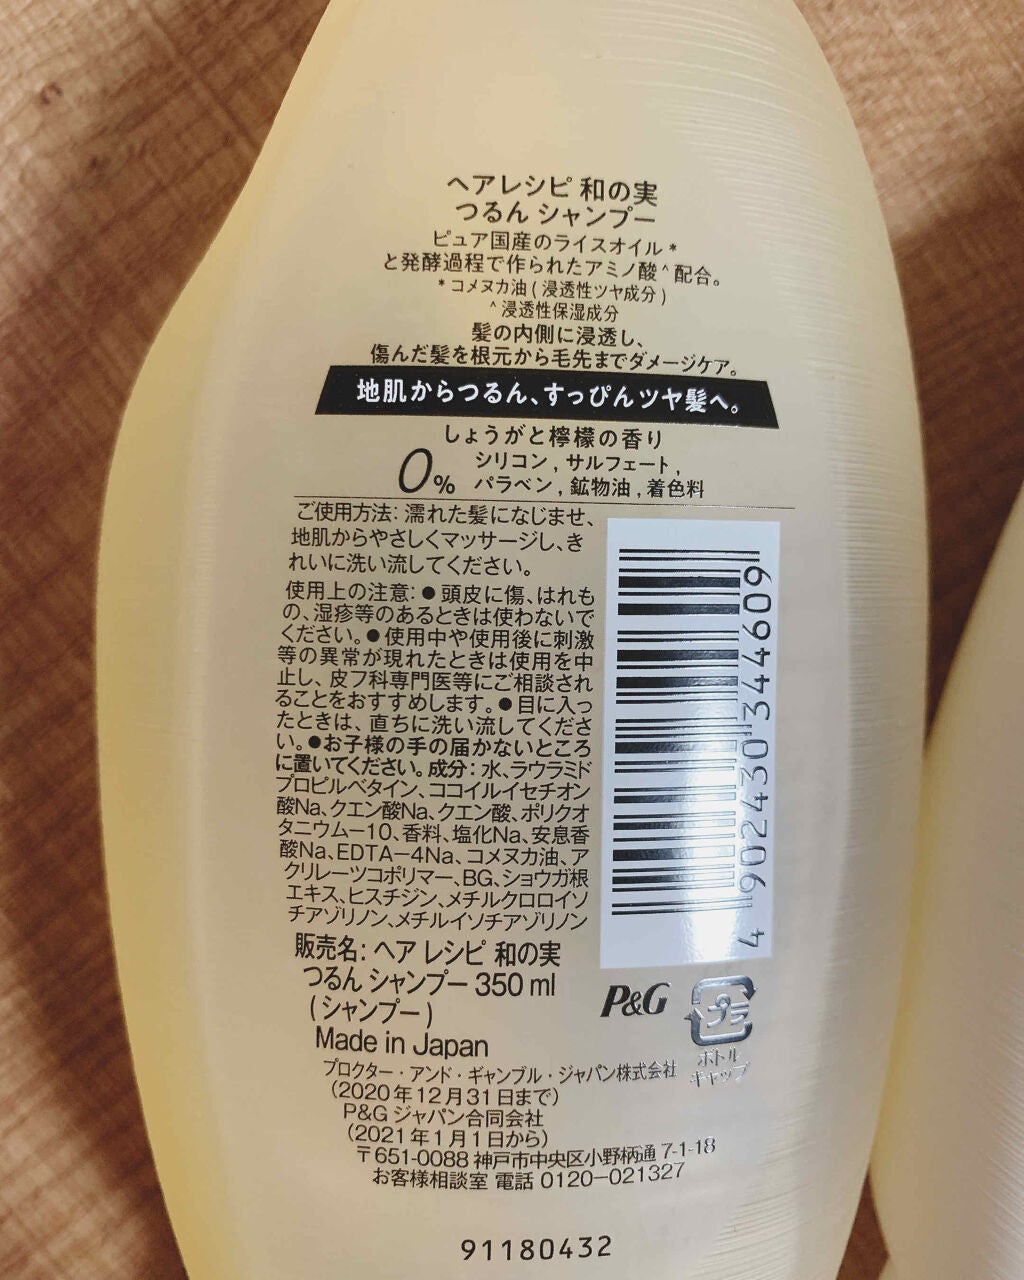 ヘアレシピ 和の実
つるん シャンプー
ピュア国産のライスオイル*
と発酵過程で作られたアミノ酸^配合。
*コメヌカ油(浸透性ツヤ成分)
^浸透性保湿成分
髪の内側に浸透し、
傷んだ髪を根元から毛先までダメージケア。
地肌からつるん、すっぴんツヤ髪へ。
しょうがと檸檬の香り
0% シリコン, サルフェート,
パラベン, 鉱物油, 着色料
ご使用方法: 濡れた髪になじませ、
地肌からやさしくマッサージし、き
れいに洗い流してください。
使用上の注意: ●頭皮に傷、はれも
の、湿疹等のあるときは使わないで
ください。●使用中や使用後に刺激
等の異常が現れたときは使用を中
止し、皮フ科専門医等にご相談され
ることをおすすめします。●目に入っ
たときは、直ちに洗い流してくださ
い。●お子様の手の届かないところ
に置いてください。成分: 水、ラウラミド
プロピルベタイン、ココイルイセチオン
酸Na、クエン酸Na、クエン酸、ポリクオ
タニウム−10、香料、塩化Na、安息香
酸Na、EDTA−4Na、コメヌカ油、ア
クリレーツコポリマー、BG、ショウガ根
エキス、ヒスチジン、メチルクロロイソ
チアゾリノン、メチルイソチアゾリノン
4 902430 344609
販売名: ヘア レシピ 和の実
つるん シャンプー 350 ml
(シャンプー)
Made in Japan
P&G
プラ
ボトル
キャップ
プロクター・アンド・ギャンブル・ジャパン株式会社
(2020年12月31日まで)
P&G ジャパン合同会社
(2021年1月1日から)
〒651-0088 神戸市中央区小野柄通 7-1-18
お客様相談室 電話 0120−021327
91180432